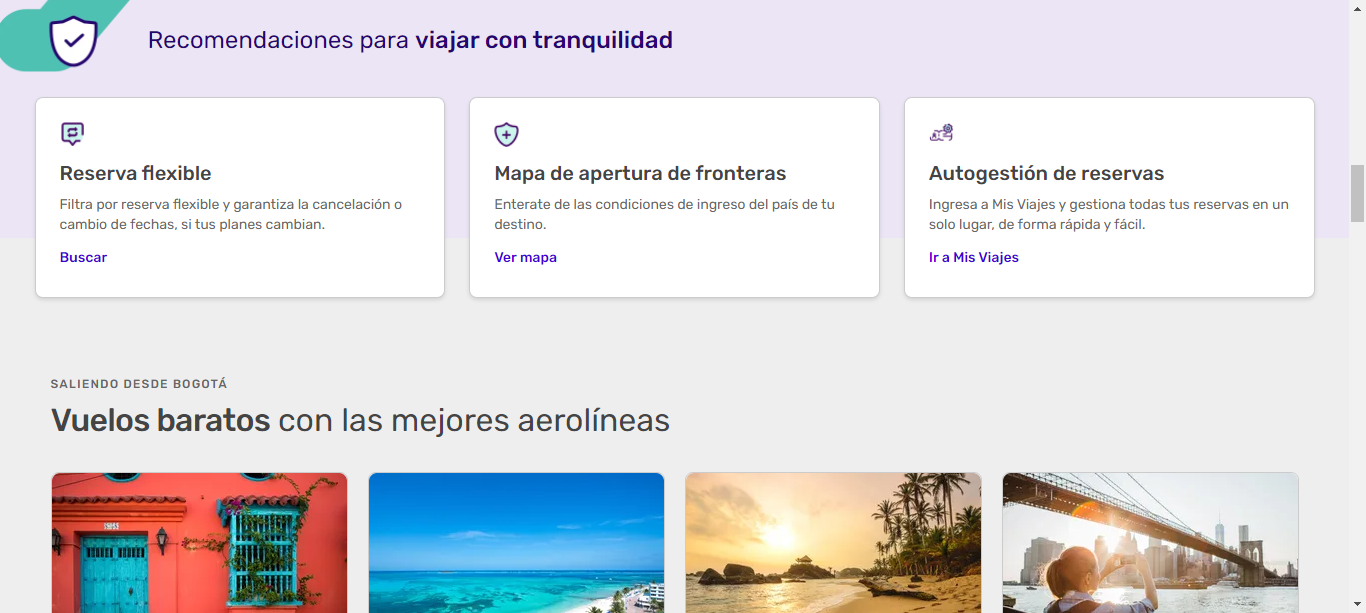 Recomendaciones para viajar con tranquilidad
Reserva flexible
Filtra por reserva flexible y garantiza la cancelación o
cambio de fechas, si tus planes cambian.
Buscar
Mapa de apertura de fronteras
Enterate de las condiciones de ingreso del país de tu
destino.
Ver mapa
Autogestión de reservas
Ingresa a Mis Viajes y gestiona todas tus reservas en un
solo lugar, de forma rápida y fácil.
Ir a Mis Viajes
SALIENDO DESDE BOGOTÁ
Vuelos baratos con las mejores aerolíneas